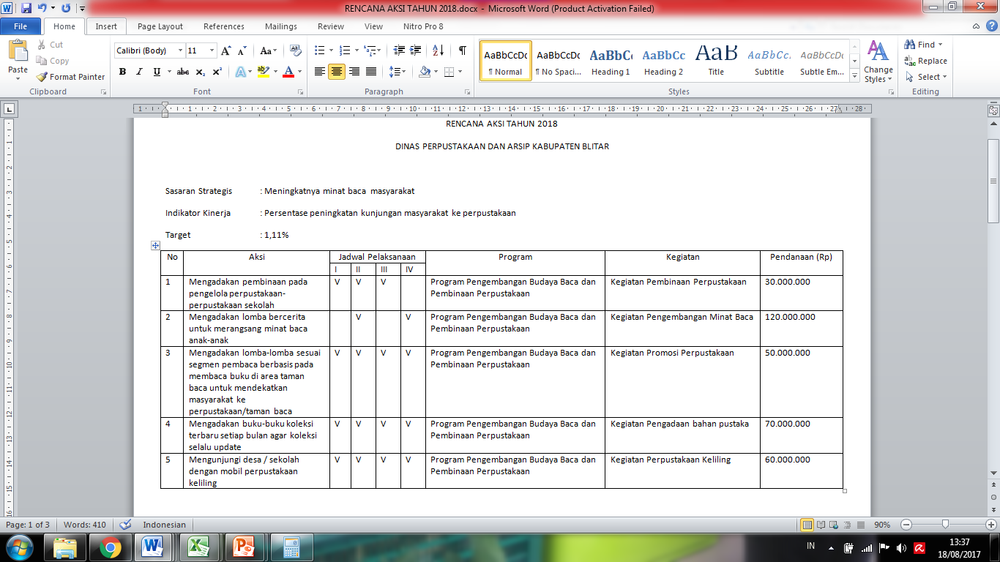 RENCANA AKSI TAHUN 2018.docx - Microsoft Word (Product Activation Failed)
File Home Insert Page Layout References Mailings Review View Nitro Pro 8
Paste
Cut
Copy
Format Painter
Clipboard
Calibri (Body) 11
Font
Paragraph
AaBbCcDc AaBbCcDc AaBbCc AaBbCc AaB AaBbCc. AaBbCcDc
¶ Normal ¶ No Spaci... Heading 1 Heading 2 Title Subtitle Subtle Em...
Change Styles
Styles
Find
Replace
Select
Editing
RENCANA AKSI TAHUN 2018
DINAS PERPUSTAKAAN DAN ARSIP KABUPATEN BLITAR
Sasaran Strategis : Meningkatnya minat baca masyarakat
Indikator Kinerja : Persentase peningkatan kunjungan masyarakat ke perpustakaan
Target : 1,11%
No Aksi Jadwal Pelaksanaan Program Kegiatan Pendanaan (Rp)
I II III IV
1 Mengadakan pembinaan pada V V V Program Pengembangan Budaya Baca dan Kegiatan Pembinaan Perpustakaan 30.000.000
pengelola perpustakaan- Pembinaan Perpustakaan
perpustakaan sekolah
2 Mengadakan lomba bercerita V V Program Pengembangan Budaya Baca dan Kegiatan Pengembangan Minat Baca 120.000.000
untuk merangsang minat baca Pembinaan Perpustakaan
anak-anak
3 Mengadakan lomba-lomba sesuai V V V V Program Pengembangan Budaya Baca dan Kegiatan Promosi Perpustakaan 50.000.000
segmen pembaca berbasis pada Pembinaan Perpustakaan
membaca buku di area taman
baca untuk mendekatkan
masyarakat ke
perpustakaan/taman baca
4 Mengadakan buku-buku koleksi V V V V Program Pengembangan Budaya Baca dan Kegiatan Pengadaan bahan pustaka 70.000.000
terbaru setiap bulan agar koleksi Pembinaan Perpustakaan
selalu update
5 Mengunjungi desa / sekolah V V V V Program Pengembangan Budaya Baca dan Kegiatan Perpustakaan Keliling 60.000.000
dengan mobil perpustakaan Pembinaan Perpustakaan
keliling
Page: 1 of 3 Words: 410 Indonesian 90%
IN 13:37
18/08/2017